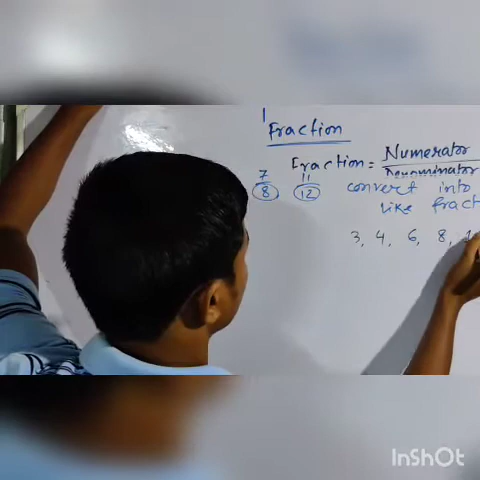 Fraction
Fraction = Numerator
Denominator
7 11
8 12 convert into
like fract
3, 4, 6, 8,
InShOt